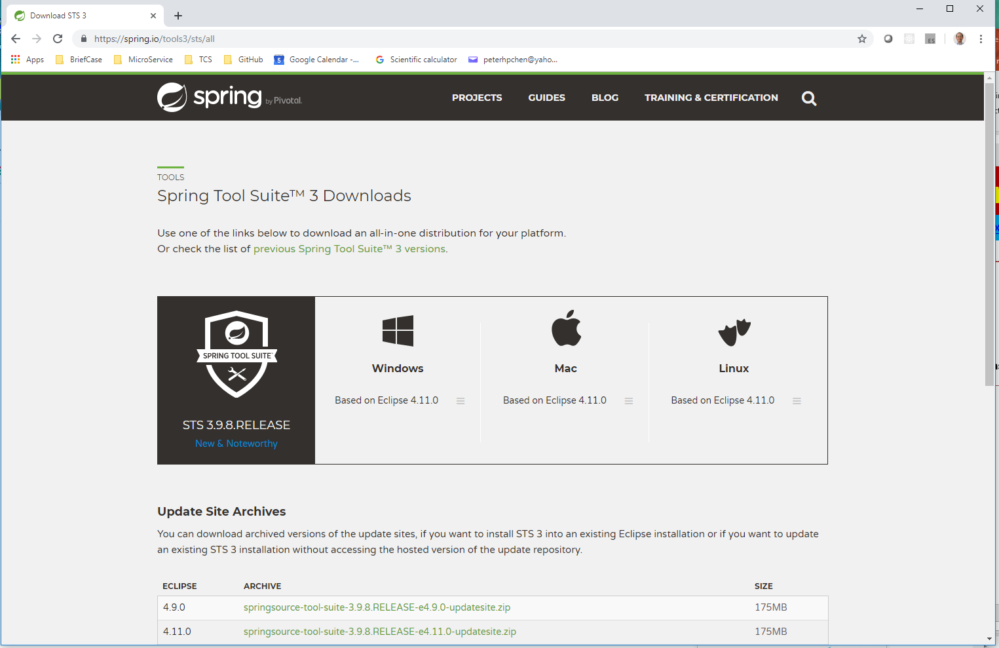 Download STS 3
https://spring.io/tools3/sts/all
ES
Apps BriefCase MicroService TCS GitHub 5 Google Calendar -... G Scientific calculator peterhpchen@yaho...
spring by Pivotal.
PROJECTS GUIDES BLOG TRAINING & CERTIFICATION
TOOLS
Spring Tool Suite™ 3 Downloads
Use one of the links below to download an all-in-one distribution for your platform.
Or check the list of previous Spring Tool Suite™ 3 versions.
SPRING TOOL SUITE™
STS 3.9.8.RELEASE
New & Noteworthy
Windows
Based on Eclipse 4.11.0
Mac
Based on Eclipse 4.11.0
Linux
Based on Eclipse 4.11.0
Update Site Archives
You can download archived versions of the update sites, if you want to install STS 3 into an existing Eclipse installation or if you want to update
an existing STS 3 installation without accessing the hosted version of the update repository.
ECLIPSE ARCHIVE SIZE
4.9.0 springsource-tool-suite-3.9.8.RELEASE-e4.9.0-updatesite.zip 175MB
4.11.0 springsource-tool-suite-3.9.8.RELEASE-e4.11.0-updatesite.zip 175MB